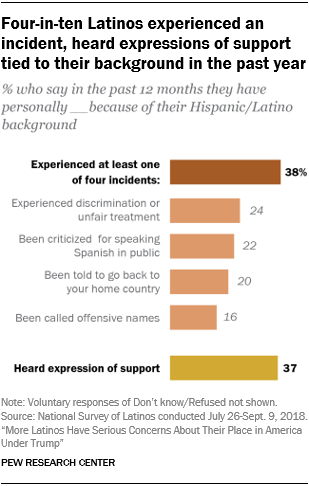 Four-in-ten Latinos experienced an
incident, heard expressions of support
tied to their background in the past year
% who say in the past 12 months they have
personally __because of their Hispanic/Latino
background
Experienced at least one
of four incidents:
38%
Experienced discrimination or
unfair treatment
24
Been criticized for speaking
Spanish in public
22
Been told to go back to
your home country
20
Been called offensive names
16
Heard expression of support
37
Note: Voluntary responses of Don't know/Refused not shown.
Source: National Survey of Latinos conducted July 26-Sept. 9, 2018.
“More Latinos Have Serious Concerns About Their Place in America
Under Trump”
PEW RESEARCH CENTER